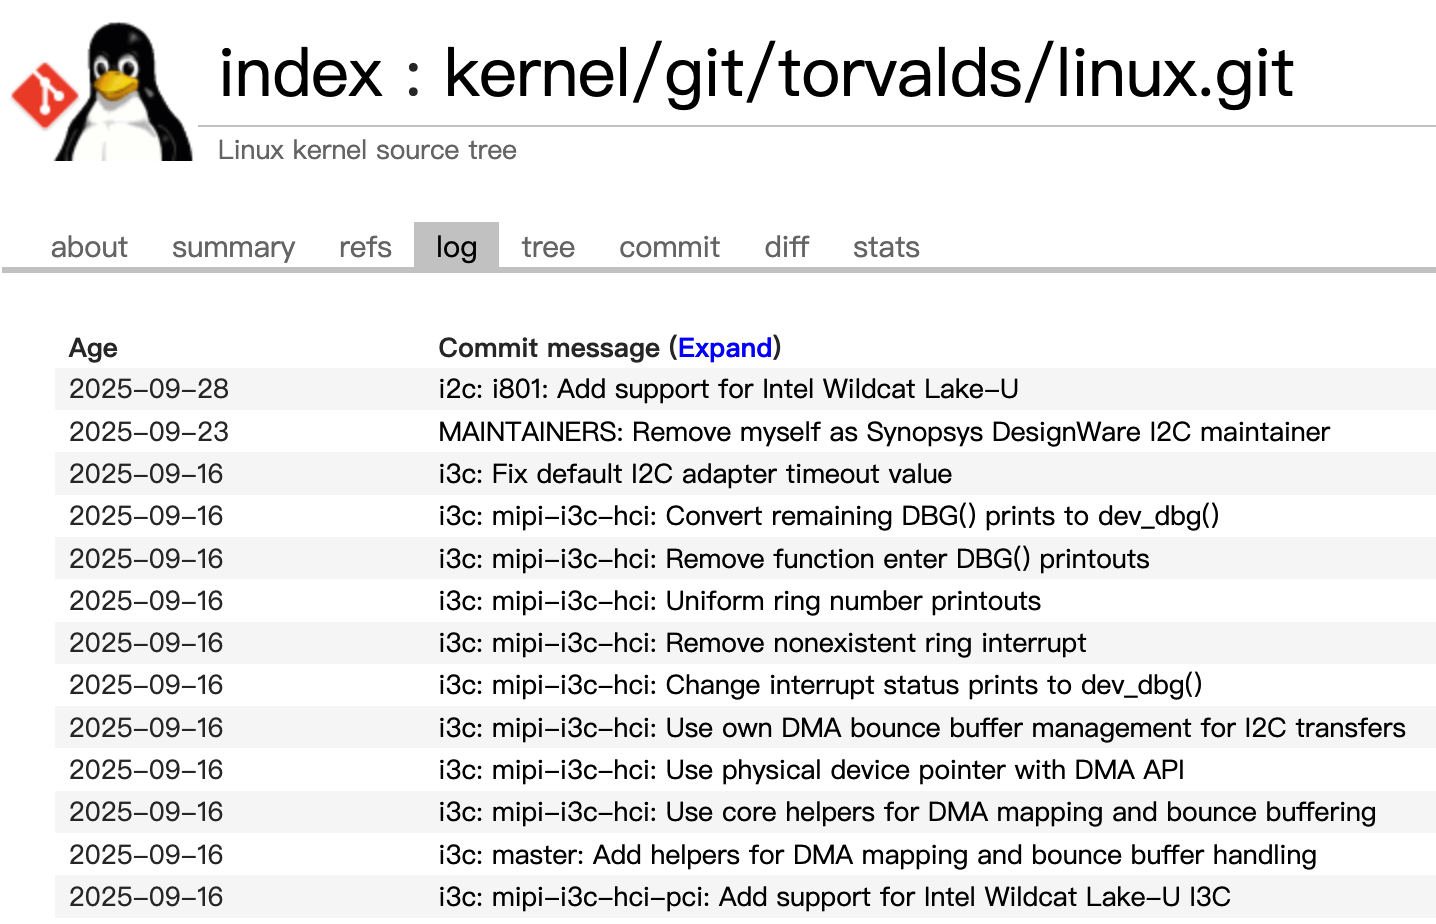 index : kernel/git/torvalds/linux.git
Linux kernel source tree
about summary refs log tree commit diff stats
Age Commit message (Expand)
2025-09-28 i2c: i801: Add support for Intel Wildcat Lake-U
2025-09-23 MAINTAINERS: Remove myself as Synopsys DesignWare I2C maintainer
2025-09-16 i3c: Fix default I2C adapter timeout value
2025-09-16 i3c: mipi-i3c-hci: Convert remaining DBG() prints to dev_dbg()
2025-09-16 i3c: mipi-i3c-hci: Remove function enter DBG() printouts
2025-09-16 i3c: mipi-i3c-hci: Uniform ring number printouts
2025-09-16 i3c: mipi-i3c-hci: Remove nonexistent ring interrupt
2025-09-16 i3c: mipi-i3c-hci: Change interrupt status prints to dev_dbg()
2025-09-16 i3c: mipi-i3c-hci: Use own DMA bounce buffer management for I2C transfers
2025-09-16 i3c: mipi-i3c-hci: Use physical device pointer with DMA API
2025-09-16 i3c: mipi-i3c-hci: Use core helpers for DMA mapping and bounce buffering
2025-09-16 i3c: master: Add helpers for DMA mapping and bounce buffer handling
2025-09-16 i3c: mipi-i3c-hci-pci: Add support for Intel Wildcat Lake-U I3C